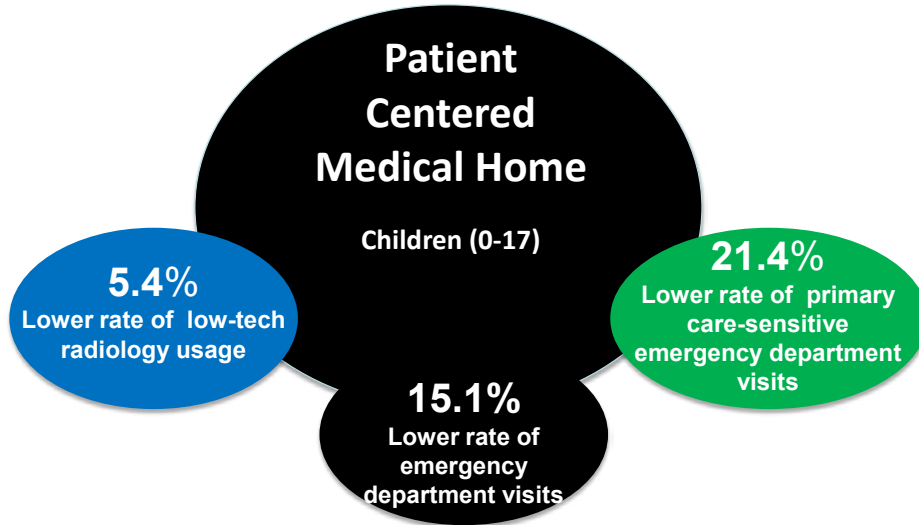 Patient
Centered
Medical Home
Children (0-17)
5.4%
Lower rate of low-tech
radiology usage
21.4%
Lower rate of primary
care-sensitive
emergency department
visits
15.1%
Lower rate of
emergency
department visits